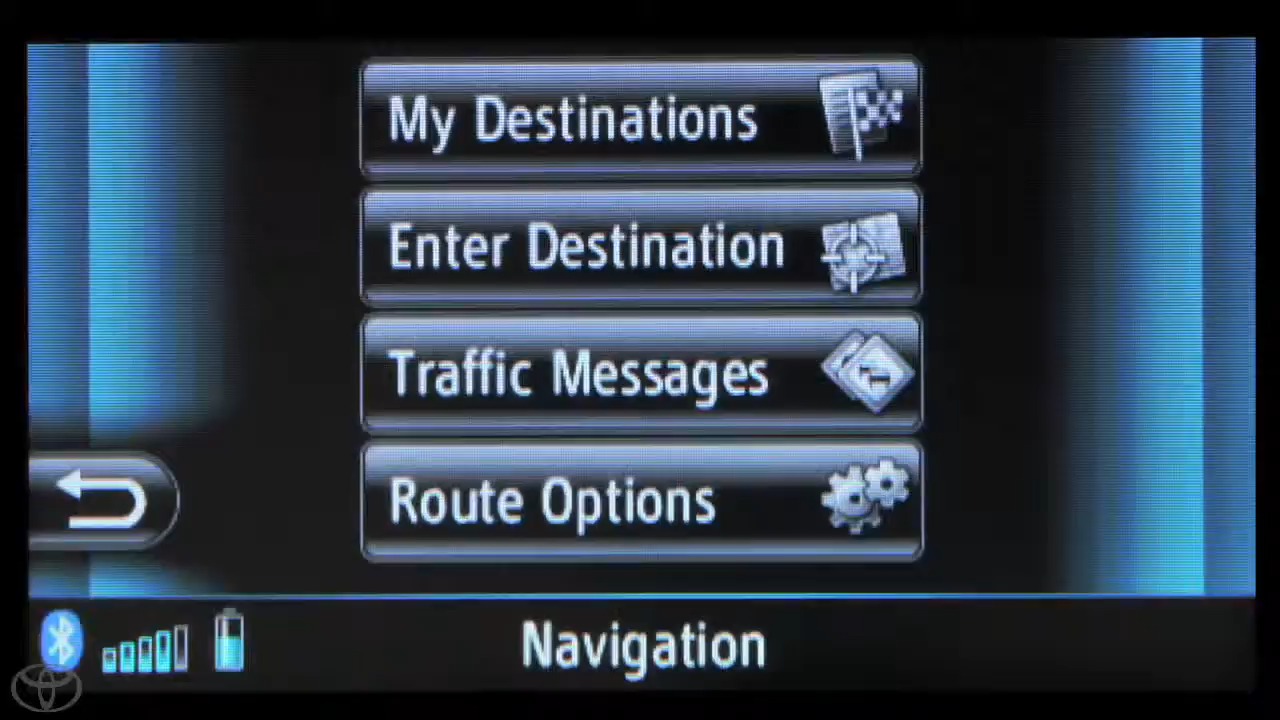 My Destinations
Enter Destination
Traffic Messages
Route Options
Navigation